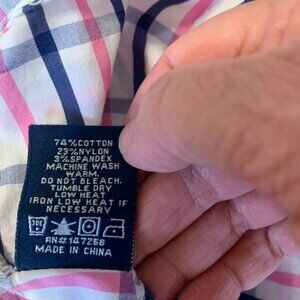 74%COTTON
23%NYLON
3%SPANDEX
MACHINE WASH
WARM.
DO NOT BLEACH.
TUMBLE DRY
LOW HEAT
IRON LOW HEAT IF
NECESSARY
RN#147258
MADE IN CHINA